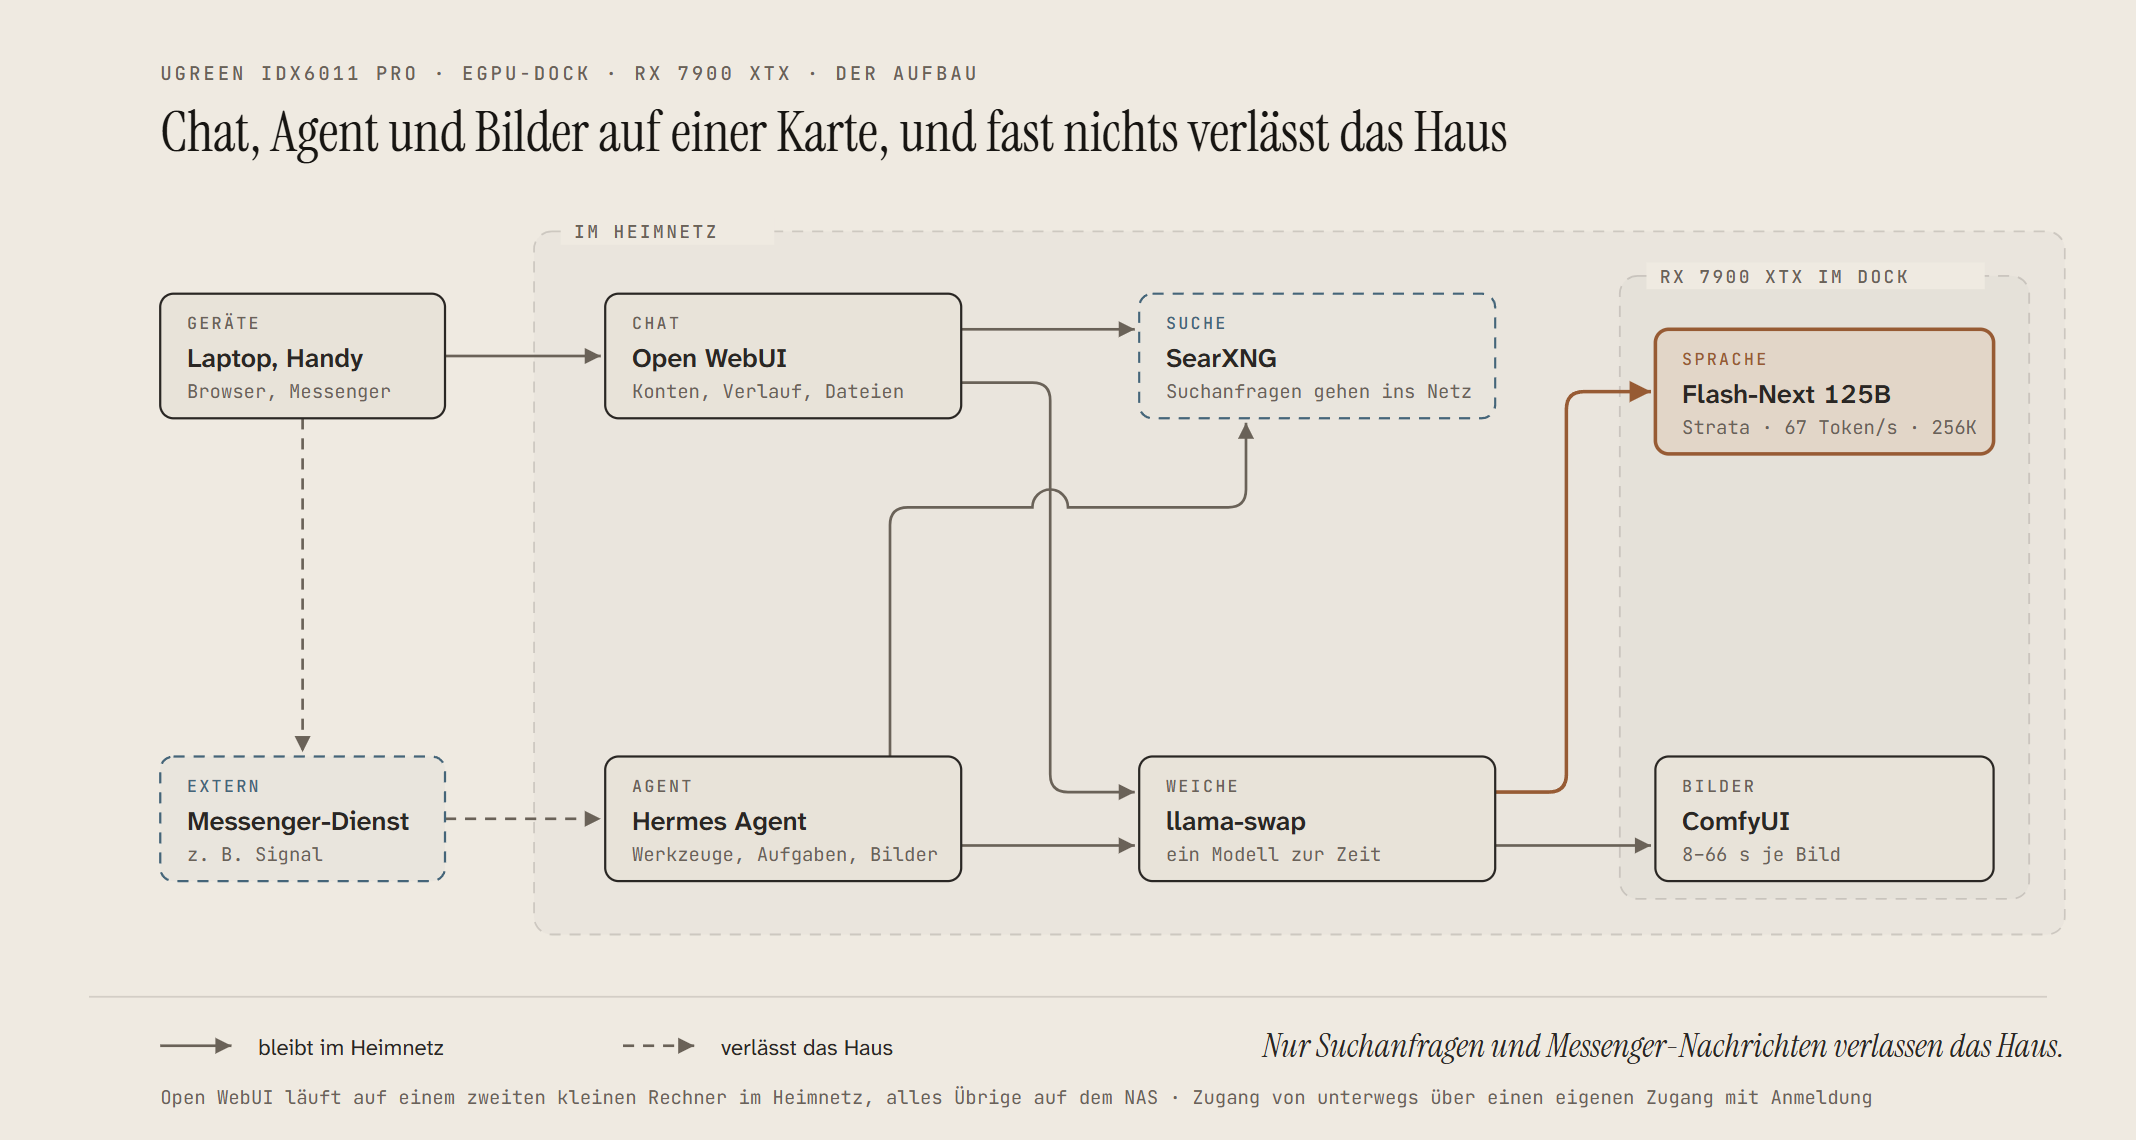 UGREEN IDX6011 PRO · EGPU-DOCK · RX 7900 XTX · DER AUFBAU
Chat, Agent und Bilder auf einer Karte, und fast nichts verlässt das Haus
IM HEIMNETZ
RX 7900 XTX IM DOCK
GERÄTE
Laptop, Handy
Browser, Messenger
CHAT
Open WebUI
Konten, Verlauf, Dateien
SUCHE
SearXNG
Suchanfragen gehen ins Netz
SPRACHE
Flash-Next 125B
Strata · 67 Token/s · 256K
EXTERN
Messenger-Dienst
z. B. Signal
AGENT
Hermes Agent
Werkzeuge, Aufgaben, Bilder
WEICHE
llama-swap
ein Modell zur Zeit
BILDER
ComfyUI
8–66 s je Bild
bleibt im Heimnetz
verlässt das Haus
Nur Suchanfragen und Messenger-Nachrichten verlassen das Haus.
Open WebUI läuft auf einem zweiten kleinen Rechner im Heimnetz, alles Übrige auf dem NAS · Zugang von unterwegs über einen eigenen Zugang mit Anmeldung